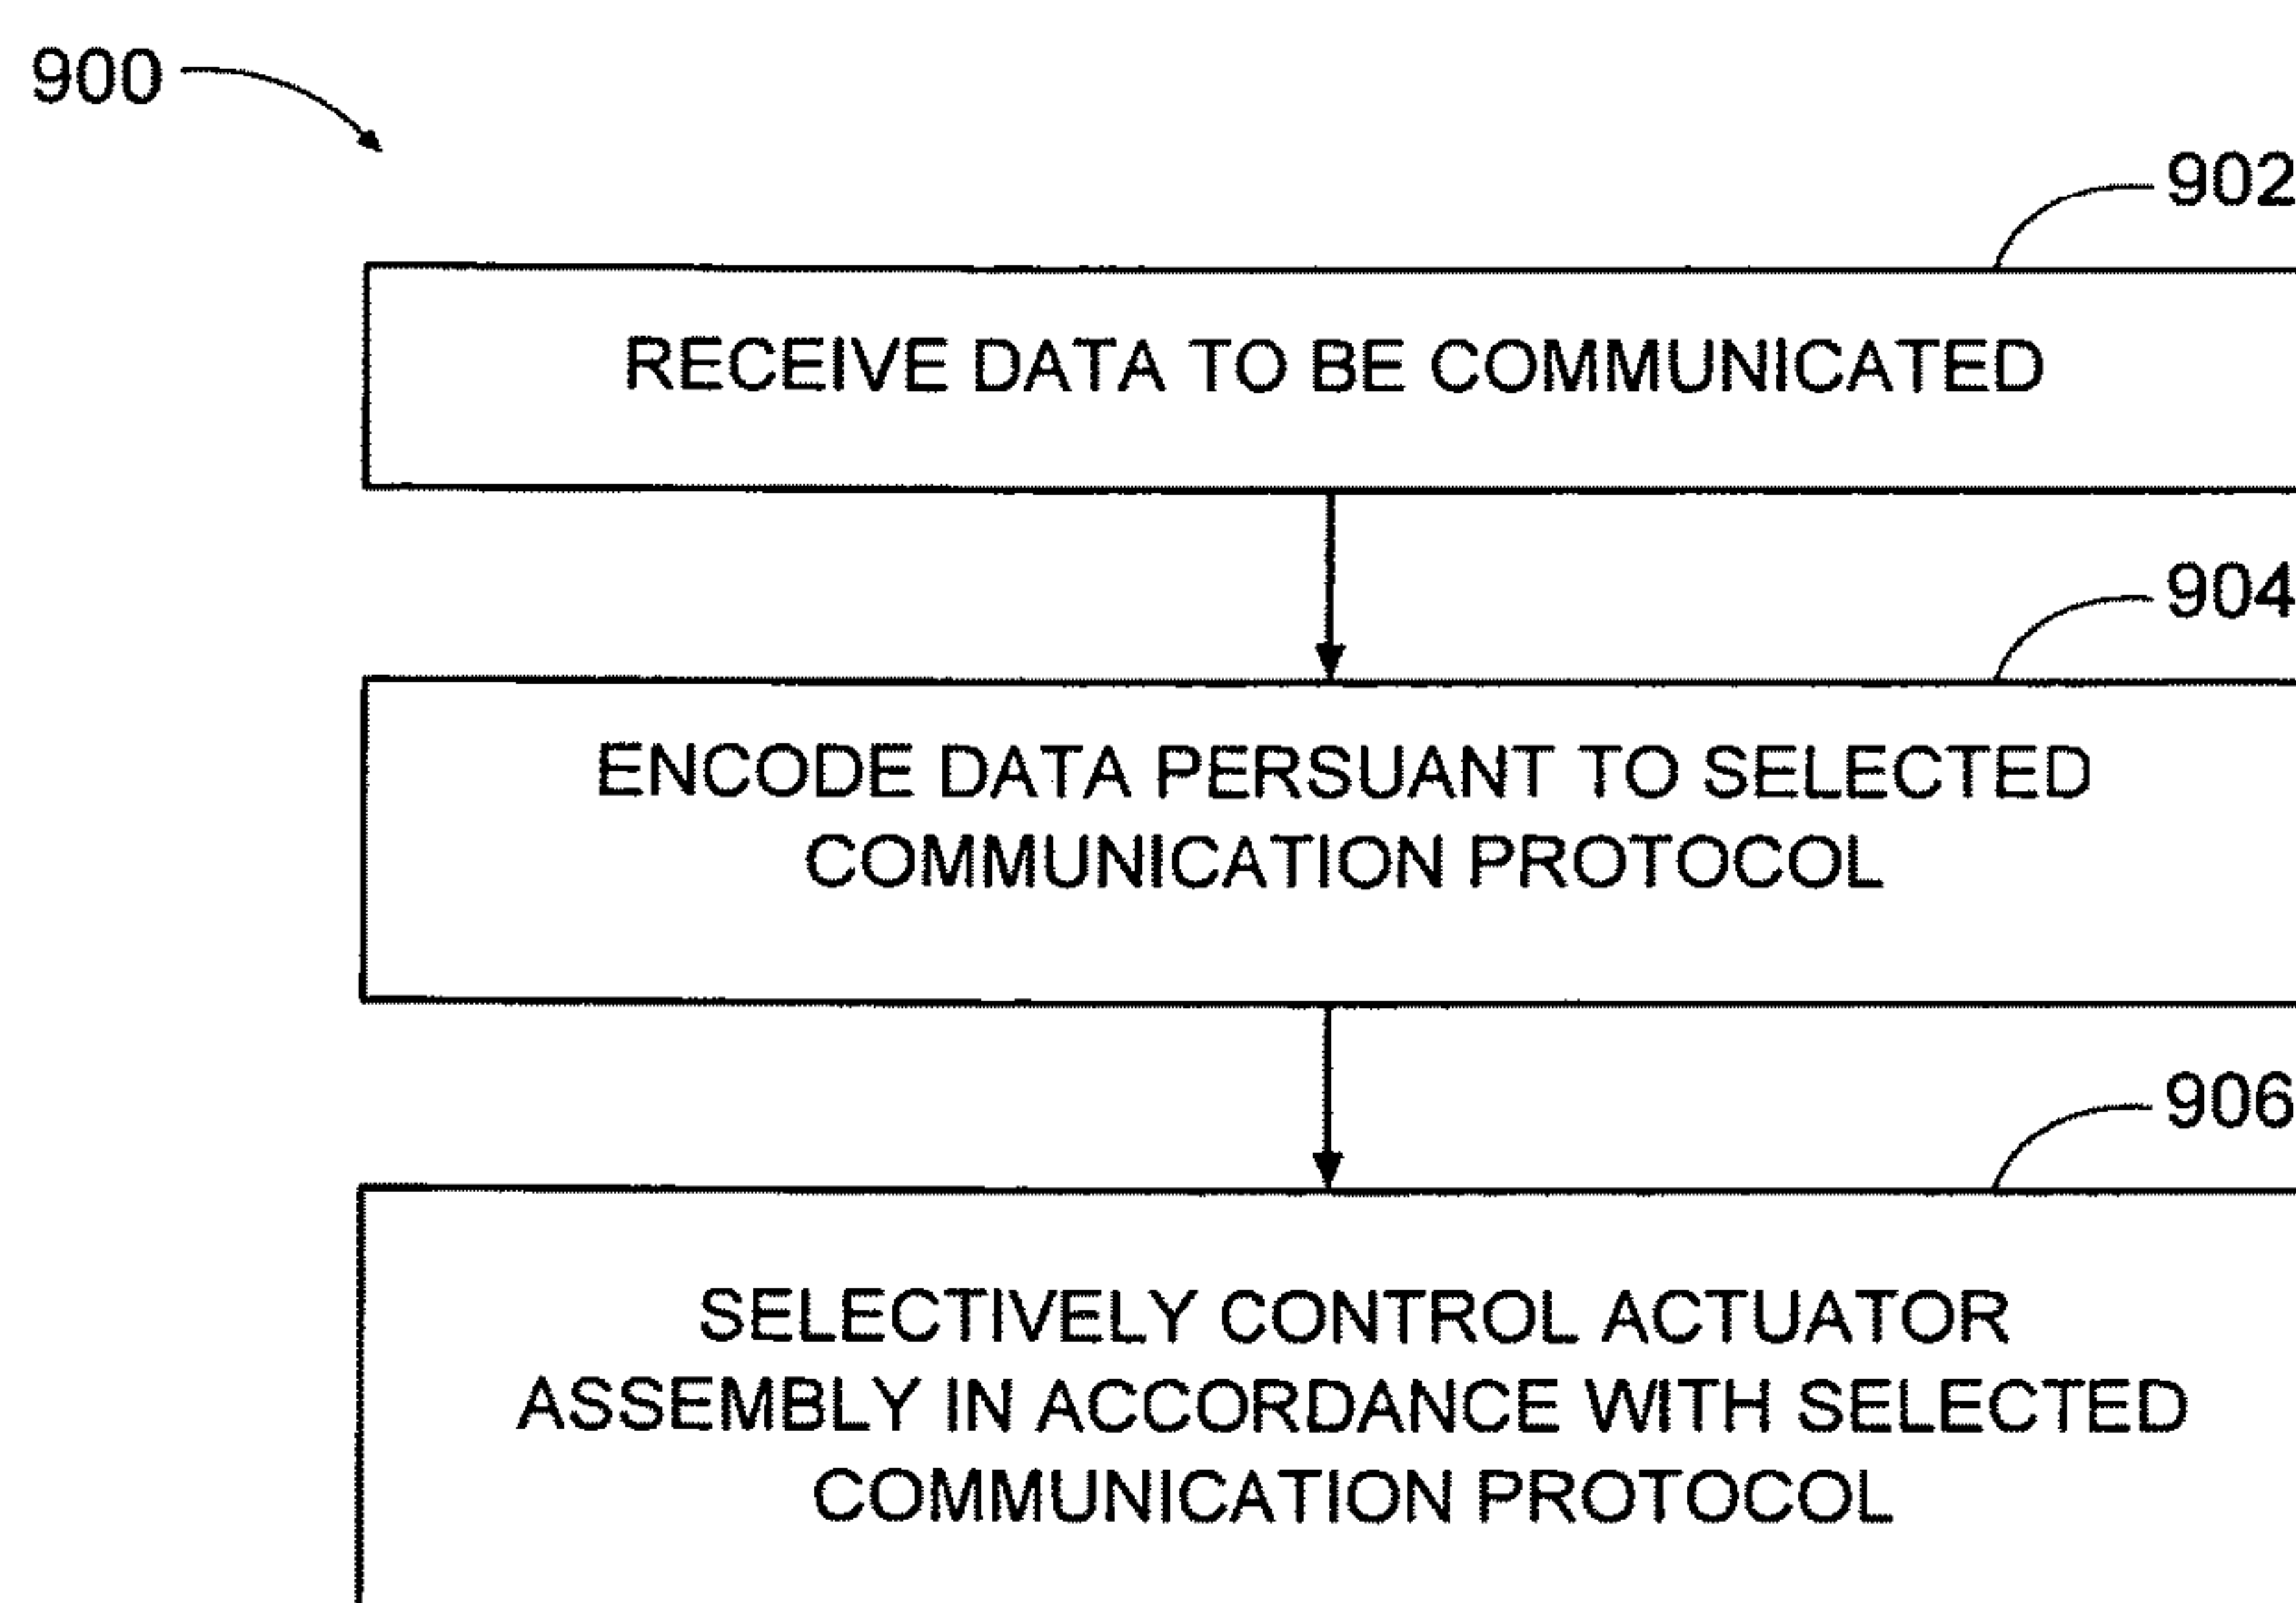 900
902
RECEIVE DATA TO BE COMMUNICATED
904
ENCODE DATA PERSUANT TO SELECTED
COMMUNICATION PROTOCOL
906
SELECTIVELY CONTROL ACTUATOR
ASSEMBLY IN ACCORDANCE WITH SELECTED
COMMUNICATION PROTOCOL